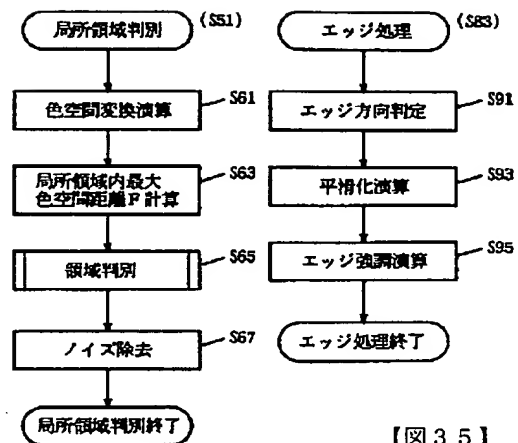 局所領域判別
(S51)
色空間変換演算
S61
局所領域内最大
色空間距離F計算
S63
領域判別
S65
ノイズ除去
S67
局所領域判別終了
エッジ処理
(S83)
エッジ方向判定
S91
平滑化演算
S93
エッジ強調演算
S95
エッジ処理終了
【図35】